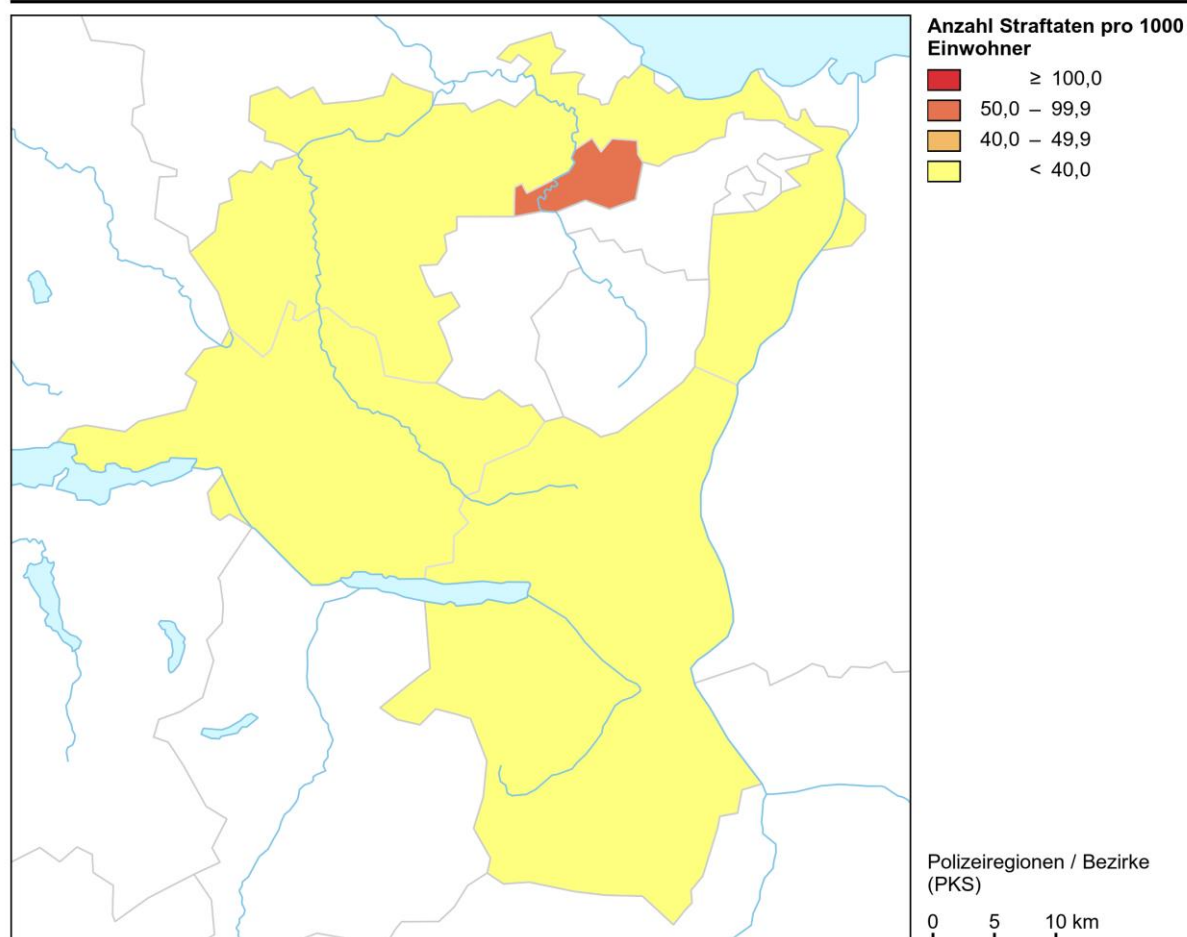 Anzahl Straftaten pro 1000
Einwohner
≥ 100,0
50,0 – 99,9
40,0 – 49,9
< 40,0
Polizeiregionen / Bezirke
(PKS)
0 5 10 km